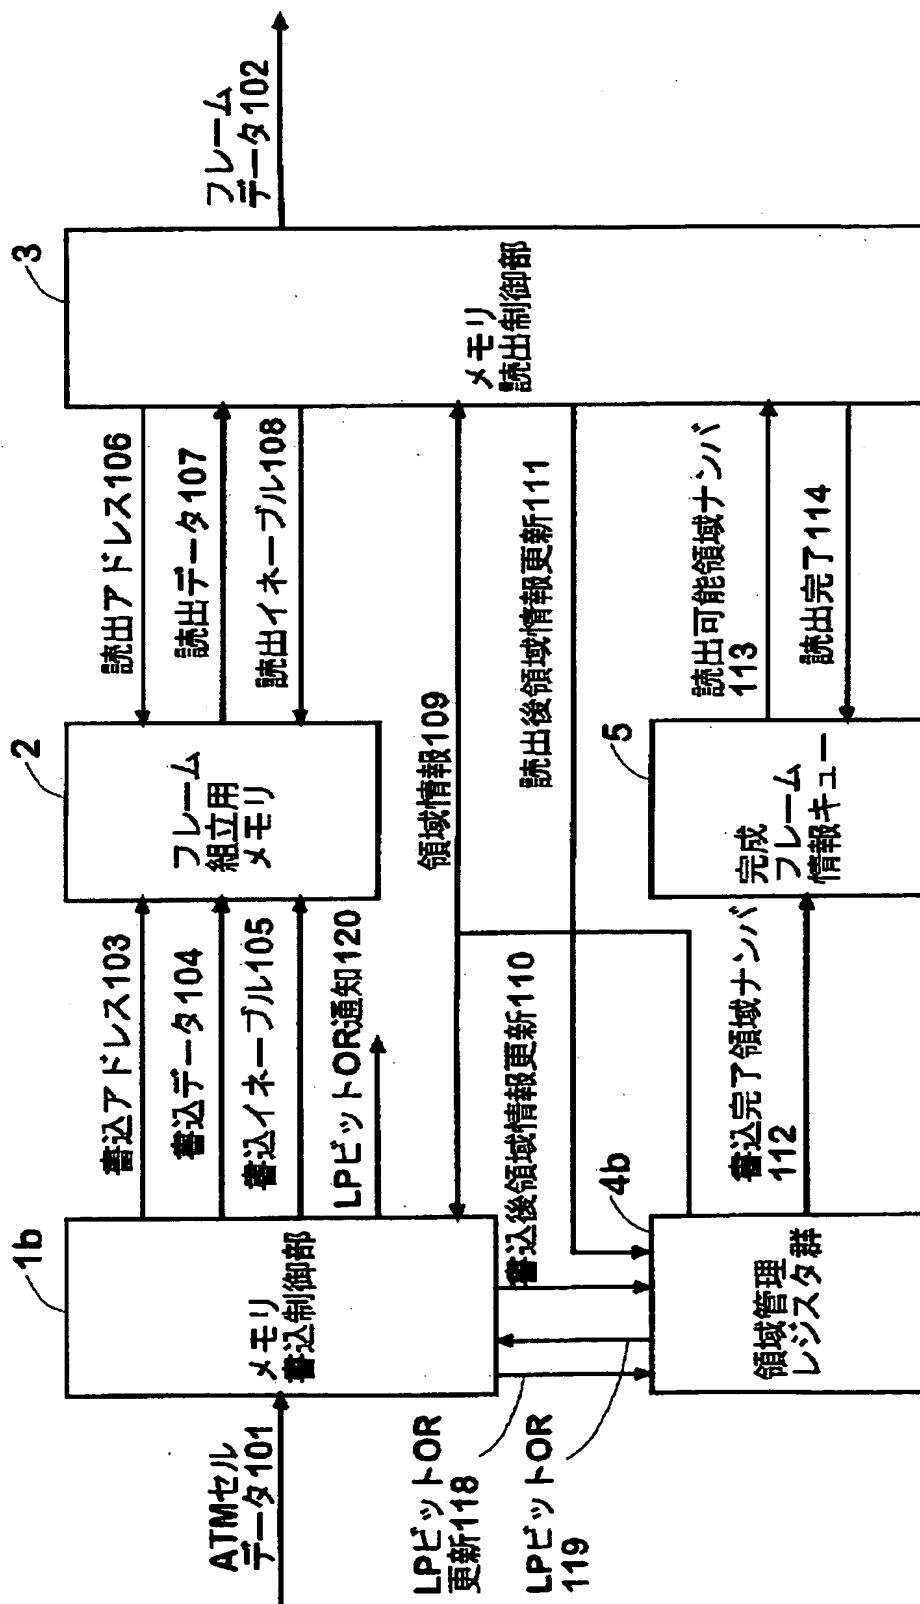 ATMセル
データ101
1b
メモリ
書込制御部
書込アドレス103
書込データ104
書込イネーブル105
LPビットOR通知120
2
フレーム
組立用
メモリ
読出アドレス106
読出データ107
読出イネーブル108
3
メモリ
読出制御部
フレーム
データ102
領域情報109
書込後領域情報更新110
読出後領域情報更新111
LPビットOR
更新118
LPビットOR
119
4b
領域管理
レジスタ群
書込完了領域ナンバ
112
5
完成
フレーム
情報キュー
読出可能領域ナンバ
113
読出完了114